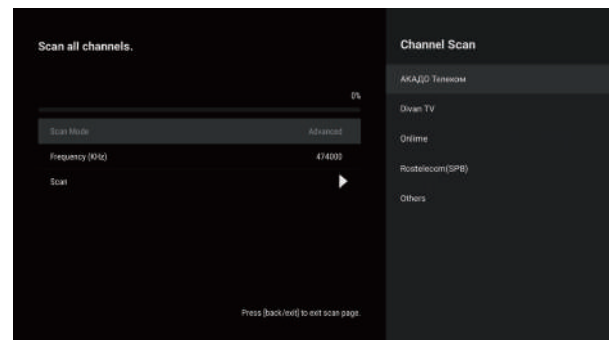 Scan all channels.
0%
Scan Mode Advanced
Frequency (KHz) 474000
Scan
Press [back/exit] to exit scan page.
Channel Scan
АКАДО Телеком
Divan TV
Onlime
Rostelecom(SPB)
Others